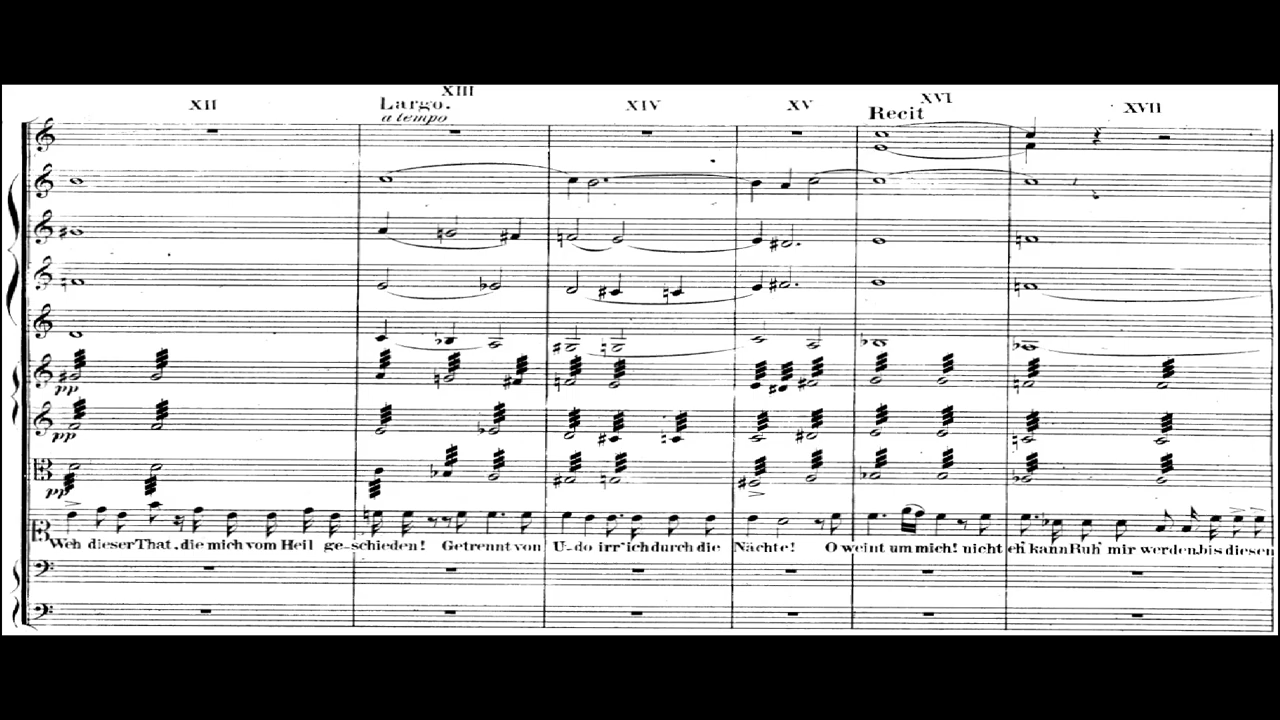 XII
XIII
Largo.
a tempo
XIV
XV
XVI
Recit
XVII
pp
pp
pp
Weh dieser That, die mich vom Heil ge-schieden! Getrennt von U-do irr' ich durch die Nächte! O weint um mich! nicht eh' kann Ruh' mir werden, bis diesen